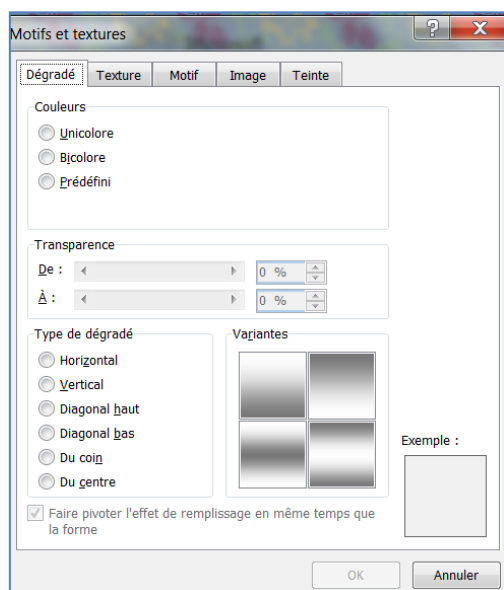 Motifs et textures
Dégradé Texture Motif Image Teinte
Couleurs
Unicolore
Bicolore
Prédéfini
Transparence
De : 0 %
À : 0 %
Type de dégradé
Horizontal
Vertical
Diagonal haut
Diagonal bas
Du coin
Du centre
Variantes
Exemple :
Faire pivoter l'effet de remplissage en même temps que
la forme
OK Annuler